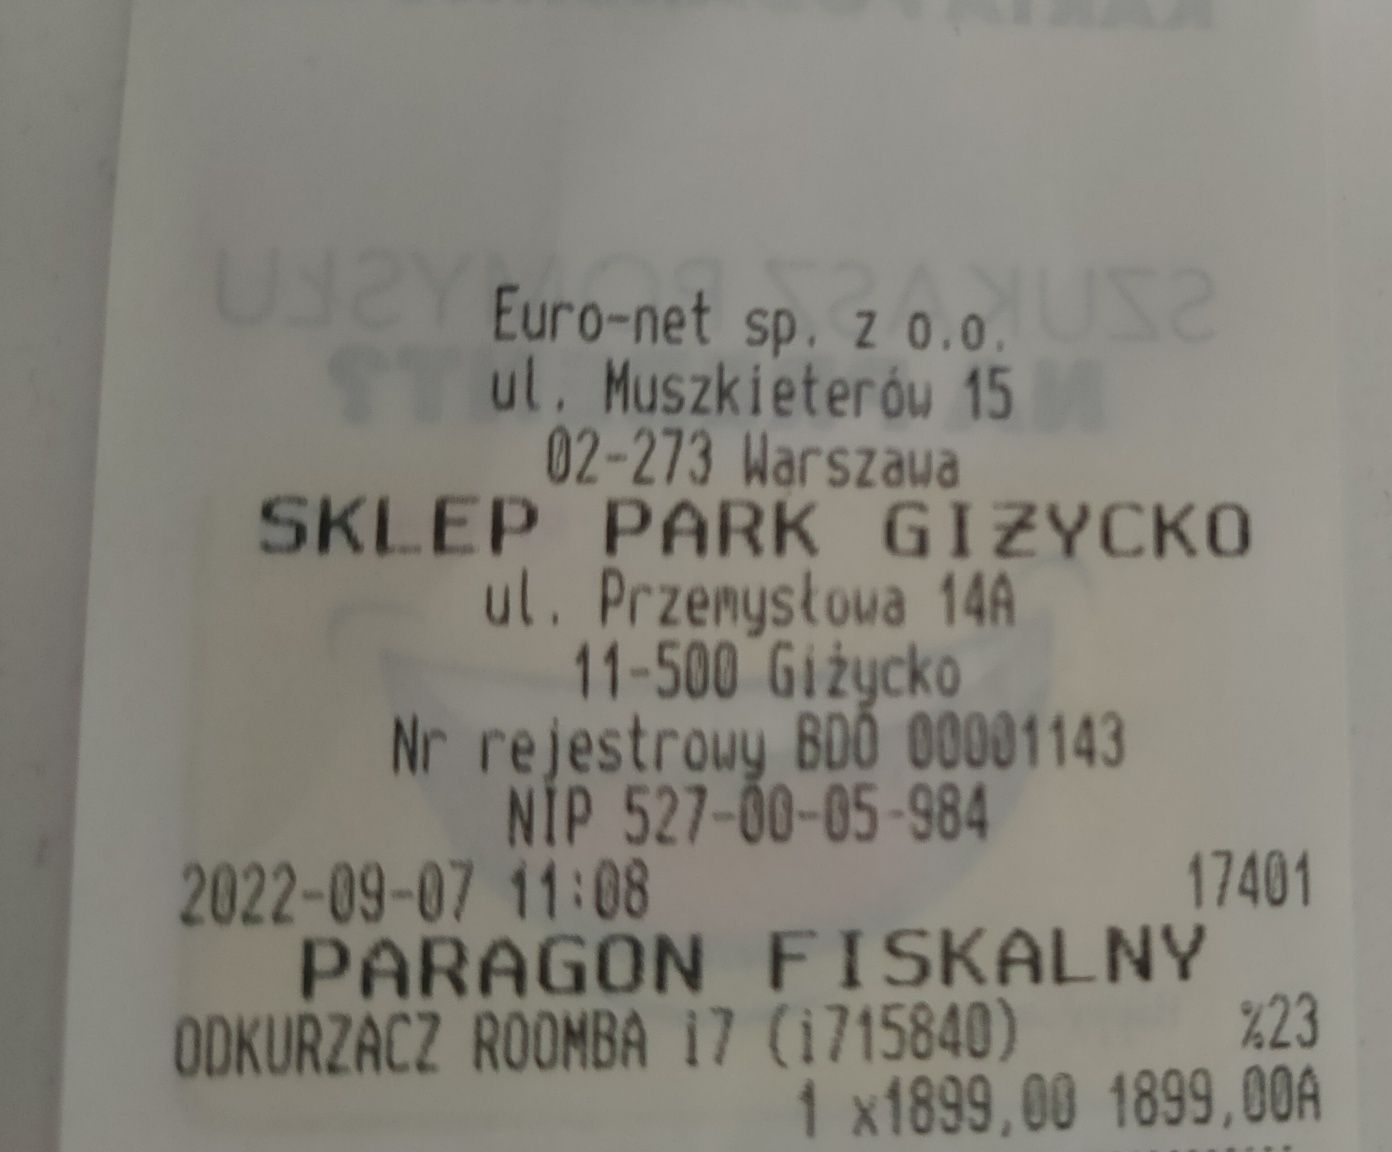 Euro-net sp. z o.o.
ul. Muszkieterów 15
02-273 Warszawa
SKLEP PARK GIŻYCKO
ul. Przemysłowa 14A
11-500 Giżycko
Nr rejestrowy BDO 00001143
NIP 527-00-05-984
2022-09-07 11:08 17401
PARAGON FISKALNY
ODKURZACZ ROOMBA i7 (i715840) %23
1 x1899,00 1899,00A